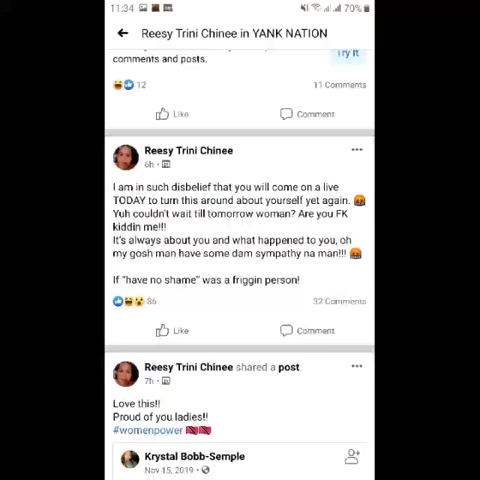 11:34
70%
Reesy Trini Chinee in YANK NATION
Try It
comments and posts.
12
11 Comments
Like
Comment
Reesy Trini Chinee
6h
I am in such disbelief that you will come on a live
TODAY to turn this around about yourself yet again. 🤬
Yuh couldn't wait till tomorrow woman? Are you FK
kiddin me!!!
It's always about you and what happened to you, oh
my gosh man have some dam sympathy na man!!! 🤬
If "have no shame" was a friggin person!
36
32 Comments
Like
Comment
Reesy Trini Chinee shared a post
7h
Love this!!
Proud of you ladies!!
#womenpower 🇹🇹🇹🇹
Krystal Bobb-Semple
Nov 15, 2019